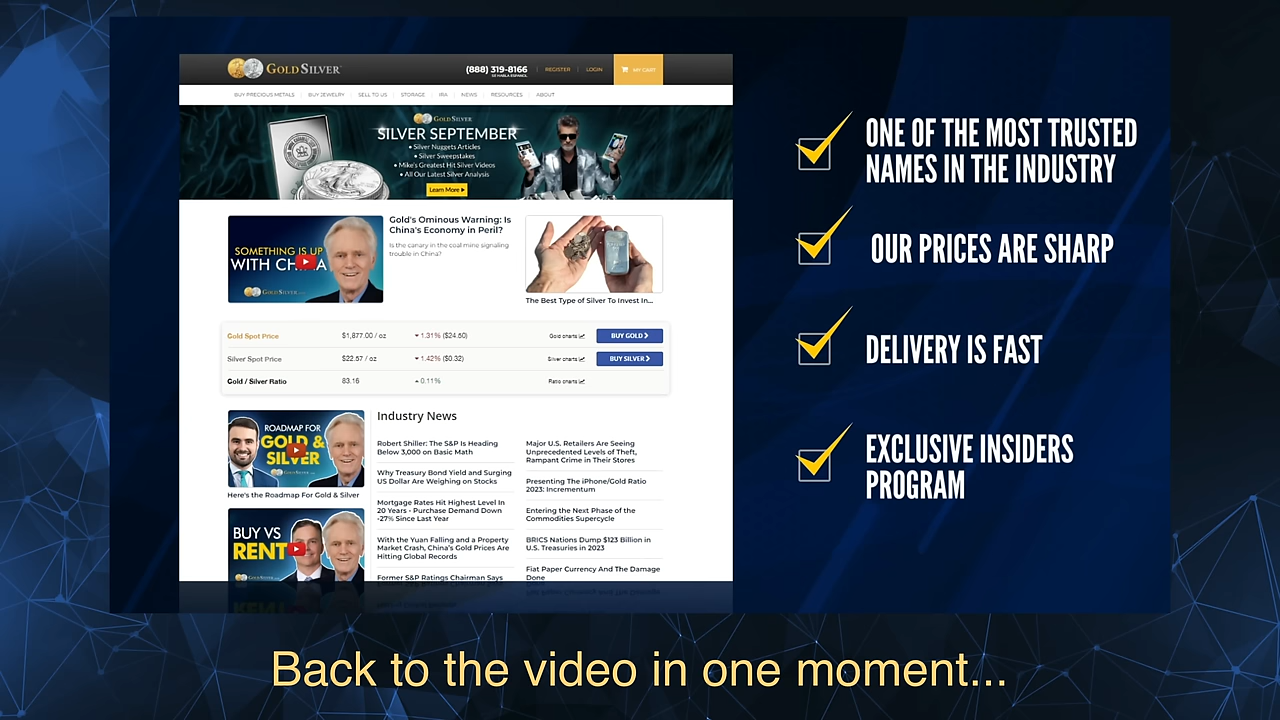 GOLDSILVER
(888) 319-8166
SE HABLA ESPAÑOL
REGISTER
LOGIN
MY CART
BUY PRECIOUS METALS
BUY JEWELRY
SELL TO US
STORAGE
IRA
NEWS
RESOURCES
ABOUT
GOLDSILVER
SILVER SEPTEMBER
• Silver Nuggets Articles
• Silver Sweepstakes
• Mike's Greatest Hit Silver Videos
• All Our Latest Silver Analysis
Learn More
SOMETHING IS UP
WITH CHINA
GOLDSILVER
Gold's Ominous Warning: Is
China's Economy in Peril?
Is the canary in the coal mine signaling
trouble in China?
The Best Type of Silver To Invest In...
Gold Spot Price $1,877.00 / oz 1.31% ($24.80) Gold charts BUY GOLD
Silver Spot Price $22.57 / oz 1.42% ($0.32) Silver charts BUY SILVER
Gold / Silver Ratio 83.16 0.11% Ratio charts
ROADMAP FOR
GOLD &
SILVER
GOLDSILVER
Here's the Roadmap For Gold & Silver
BUY VS
RENT
GOLDSILVER
Industry News
Robert Shiller: The S&P Is Heading
Below 3,000 on Basic Math
Why Treasury Bond Yield and Surging
US Dollar Are Weighing on Stocks
Mortgage Rates Hit Highest Level In
20 Years - Purchase Demand Down
-27% Since Last Year
With the Yuan Falling and a Property
Market Crash, China's Gold Prices Are
Hitting Global Records
Former S&P Ratings Chairman Says
Major U.S. Retailers Are Seeing
Unprecedented Levels of Theft,
Rampant Crime in Their Stores
Presenting The iPhone/Gold Ratio
2023: Incrementum
Entering the Next Phase of the
Commodities Supercycle
BRICS Nations Dump $123 Billion in
U.S. Treasuries in 2023
Fiat Paper Currency And The Damage
Done
ONE OF THE MOST TRUSTED
NAMES IN THE INDUSTRY
OUR PRICES ARE SHARP
DELIVERY IS FAST
EXCLUSIVE INSIDERS
PROGRAM
Back to the video in one moment...